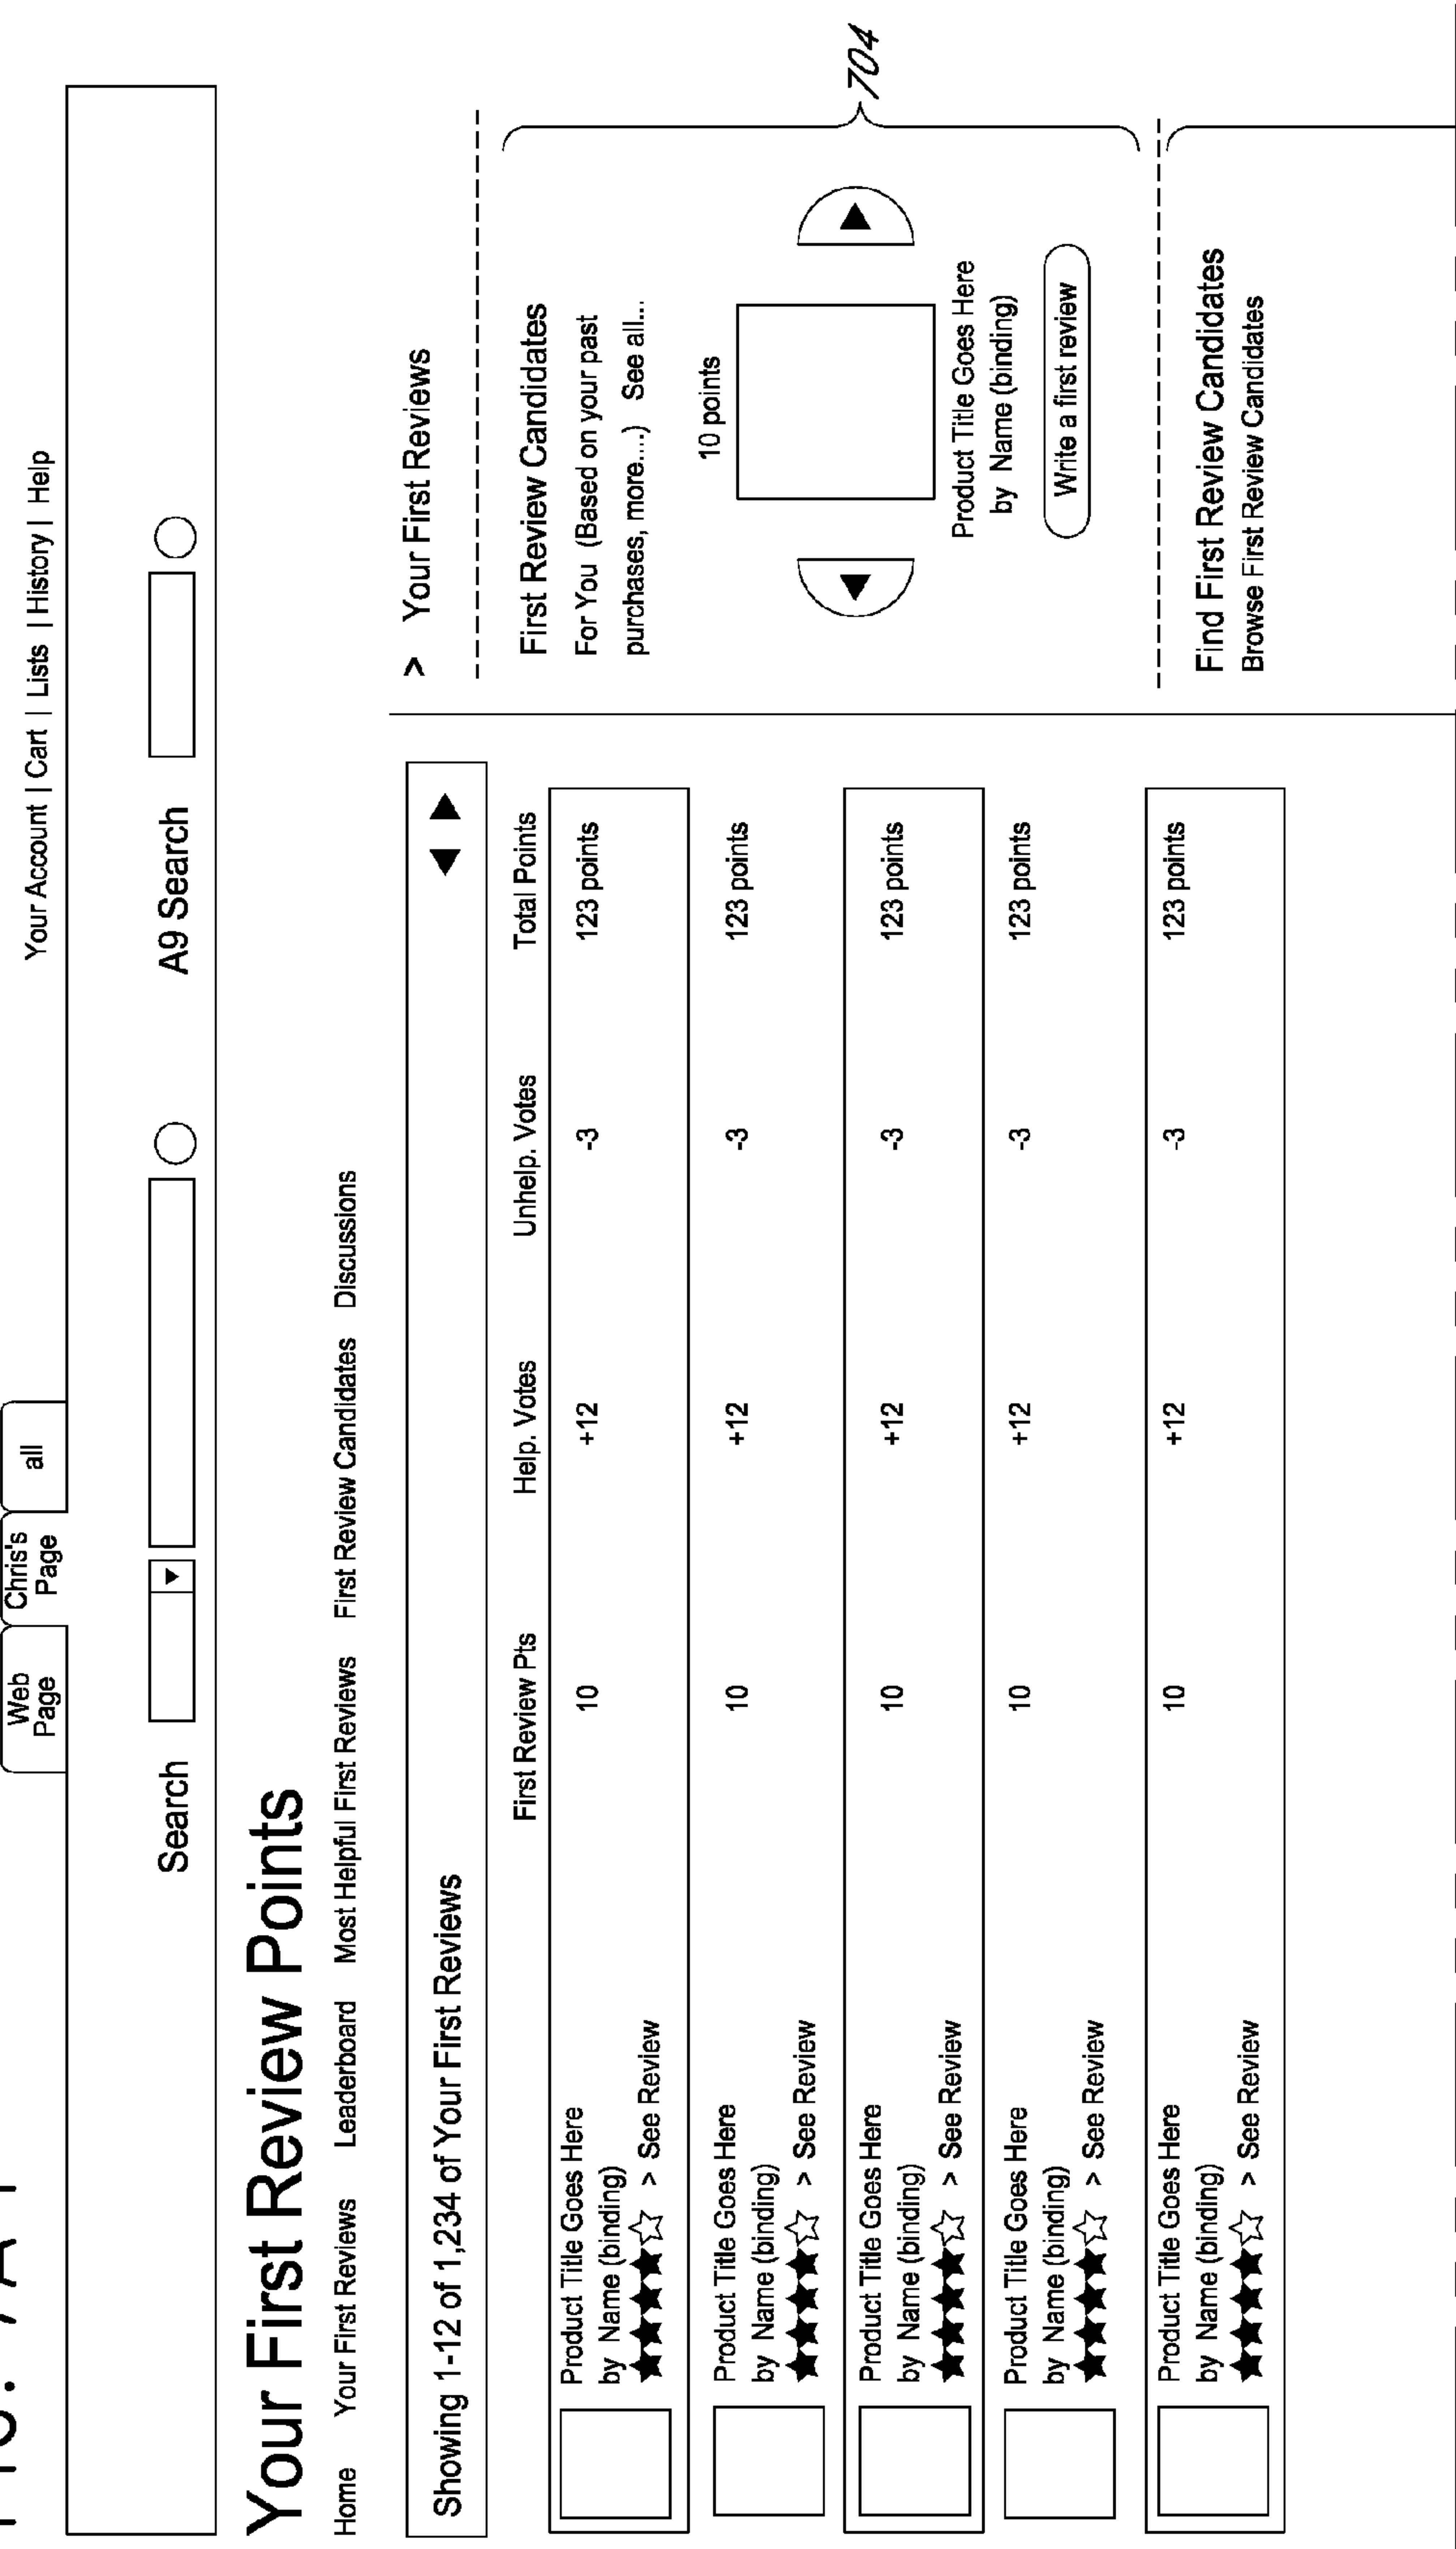 Web
Page
Chris's
Page
all
Your Account | Cart | Lists | History | Help
Search
A9 Search
Your First Review Points
Home Your First Reviews Leaderboard Most Helpful First Reviews First Review Candidates Discussions
Showing 1-12 of 1,234 of Your First Reviews
First Review Pts Help. Votes Unhelp. Votes Total Points
Product Title Goes Here
by Name (binding)
> See Review
10 +12 -3 123 points
Product Title Goes Here
by Name (binding)
> See Review
10 +12 -3 123 points
Product Title Goes Here
by Name (binding)
> See Review
10 +12 -3 123 points
Product Title Goes Here
by Name (binding)
> See Review
10 +12 -3 123 points
Product Title Goes Here
by Name (binding)
> See Review
10 +12 -3 123 points
> Your First Reviews
First Review Candidates
For You (Based on your past
purchases, more....) See all...
10 points
Product Title Goes Here
by Name (binding)
Write a first review
704
Find First Review Candidates
Browse First Review Candidates